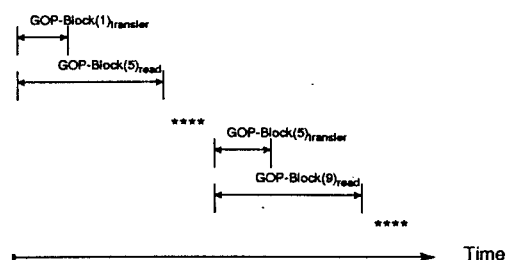 GOP-Block(1)transfer
GOP-Block(5)read
****
GOP-Block(5)transfer
GOP-Block(9)read
****
Time